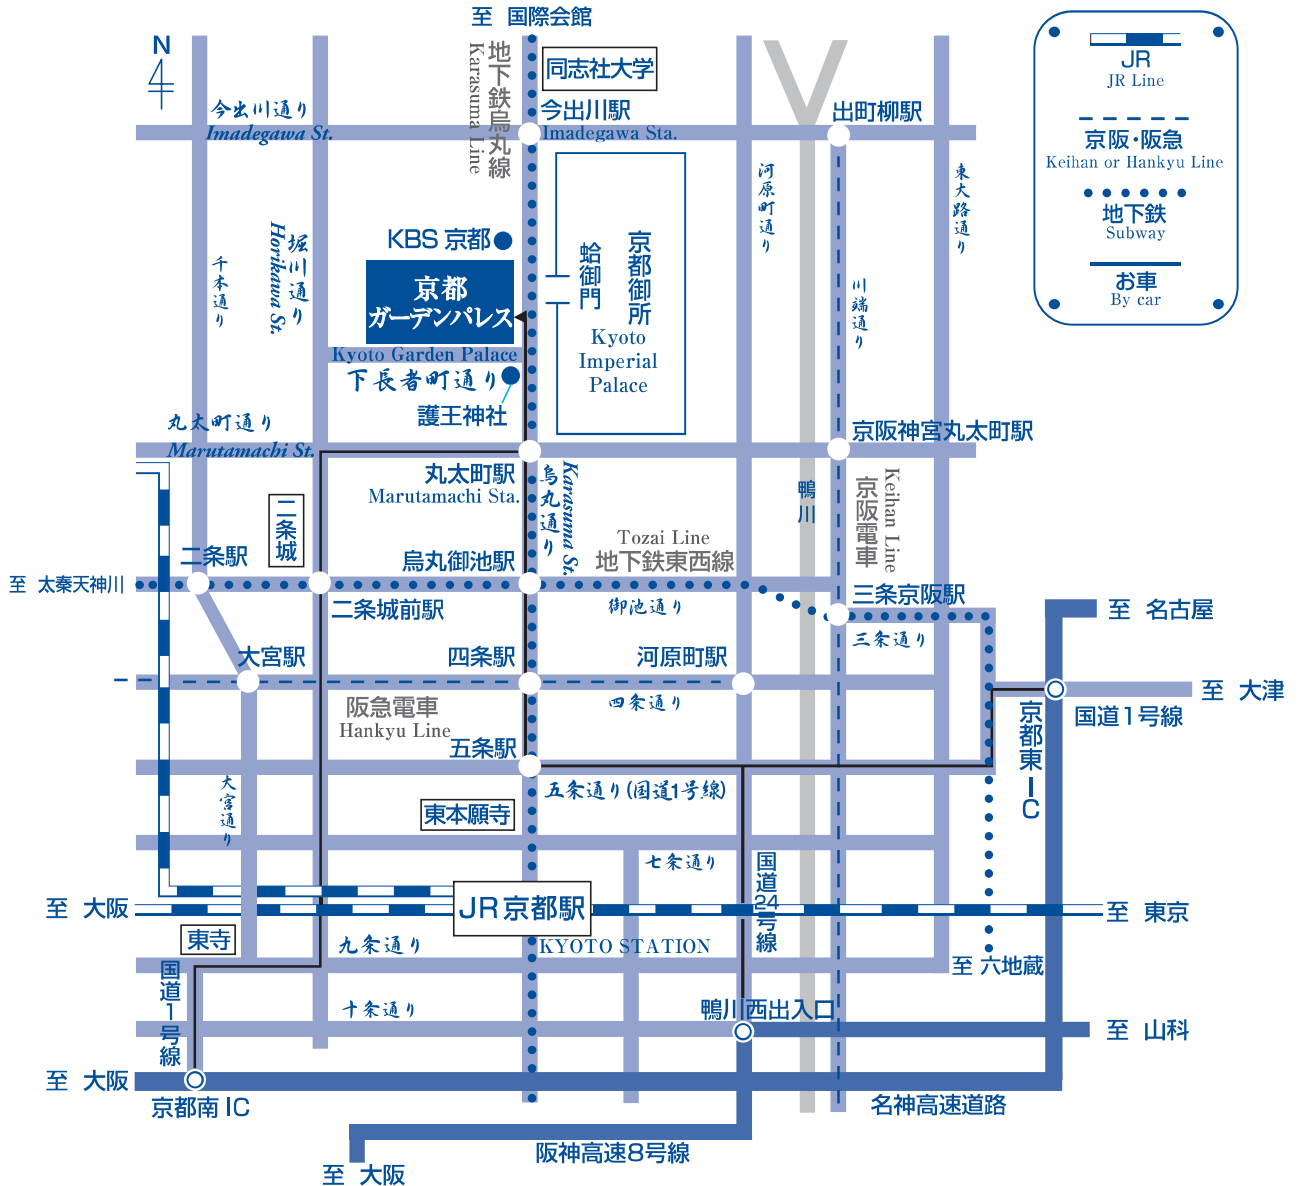 至 国際会館
N
地下鉄烏丸線
Karasuma Line
同志社大学
今出川通り
Imadegawa St.
今出川駅
Imadegawa Sta.
出町柳駅
JR
JR Line
京阪・阪急
Keihan or Hankyu Line
地下鉄
Subway
お車
By car
河原町通り
東大路通り
千本通り
堀川通り
Horikawa St.
KBS 京都
京都
ガーデンパレス
Kyoto Garden Palace
蛤御門
京都御所
Kyoto
Imperial
Palace
川端通り
下長者町通り
護王神社
丸太町通り
Marutamachi St.
丸太町駅
Marutamachi Sta.
京阪神宮丸太町駅
烏丸通り
Karasuma St.
鴨川
京阪電車
Keihan Line
二条城
二条駅
烏丸御池駅
Tozai Line
地下鉄東西線
至 太秦天神川
二条城前駅
御池通り
三条京阪駅
三条通り
至 名古屋
大宮駅
四条駅
河原町駅
至 大津
阪急電車
Hankyu Line
四条通り
国道1号線
京都東IC
五条駅
五条通り(国道1号線)
大宮通り
東本願寺
七条通り
国道24号線
至 大阪
JR京都駅
KYOTO STATION
至 東京
東寺
九条通り
至 六地蔵
国道1号線
十条通り
鴨川西出入口
至 山科
至 大阪
京都南IC
名神高速道路
阪神高速8号線
至 大阪